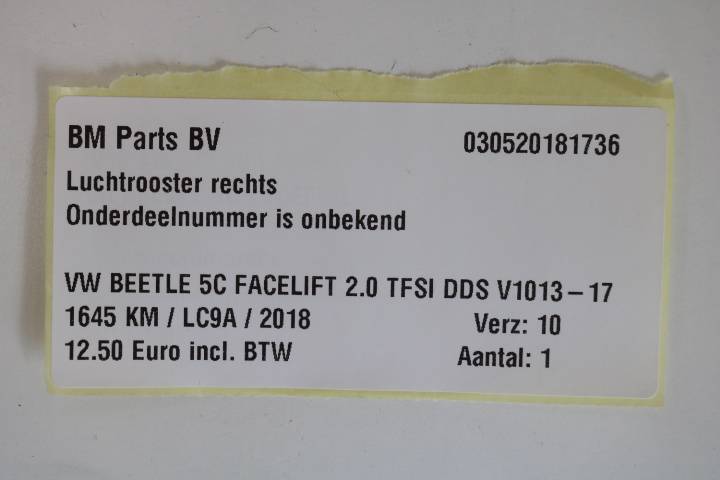 BM Parts BV 030520181736
Luchtrooster rechts
Onderdeelnummer is onbekend
VW BEETLE 5C FACELIFT 2.0 TFSI DDS V1013-17
1645 KM / LC9A / 2018 Verz: 10
12.50 Euro incl. BTW Aantal: 1